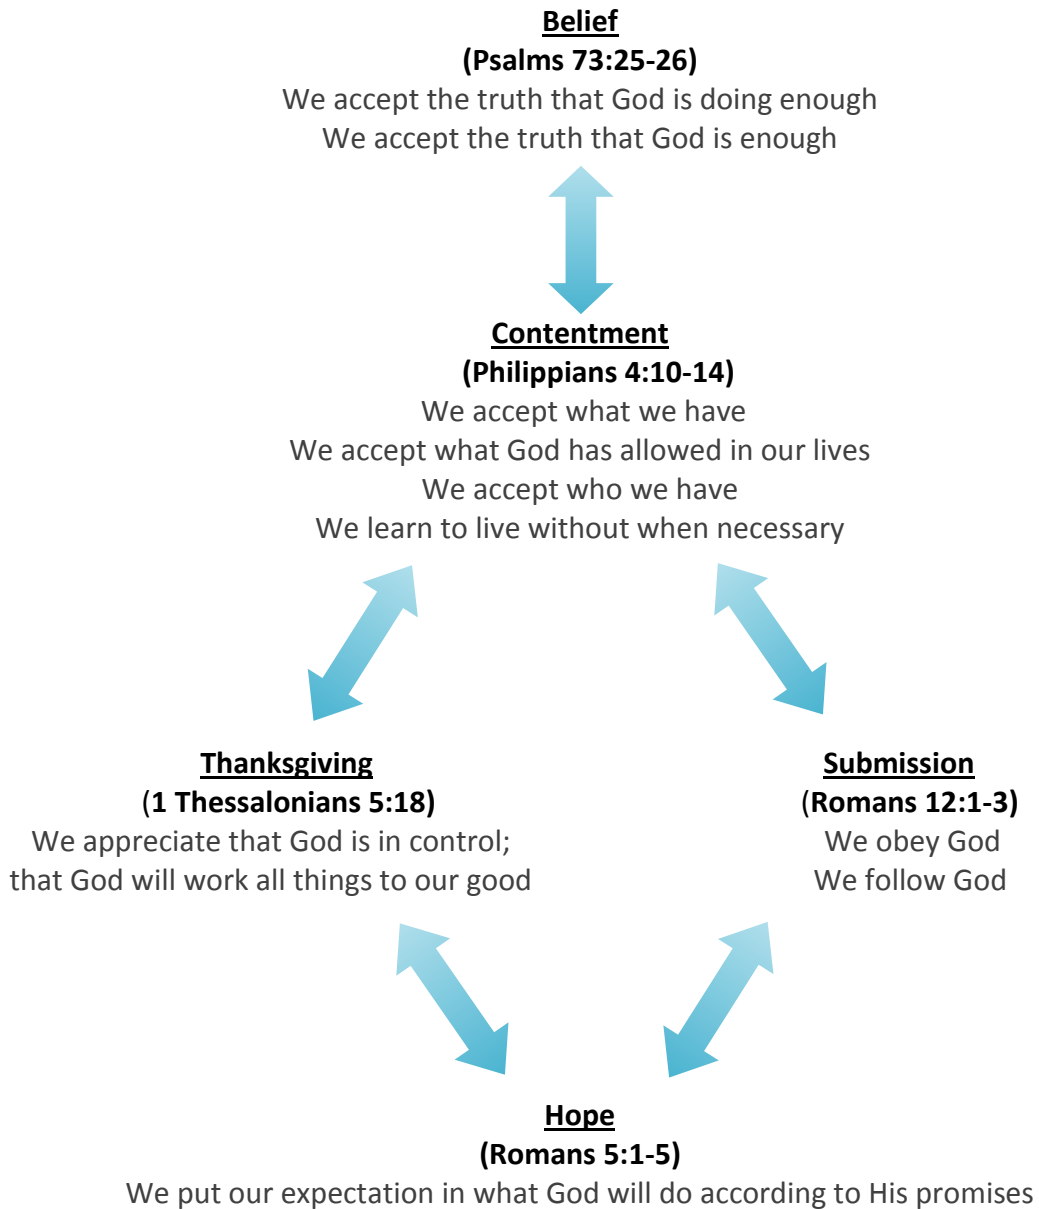 Belief
(Psalms 73:25-26)
We accept the truth that God is doing enough
We accept the truth that God is enough
Contentment
(Philippians 4:10-14)
We accept what we have
We accept what God has allowed in our lives
We accept who we have
We learn to live without when necessary
Thanksgiving
(1 Thessalonians 5:18)
We appreciate that God is in control;
that God will work all things to our good
Submission
(Romans 12:1-3)
We obey God
We follow God
Hope
(Romans 5:1-5)
We put our expectation in what God will do according to His promises